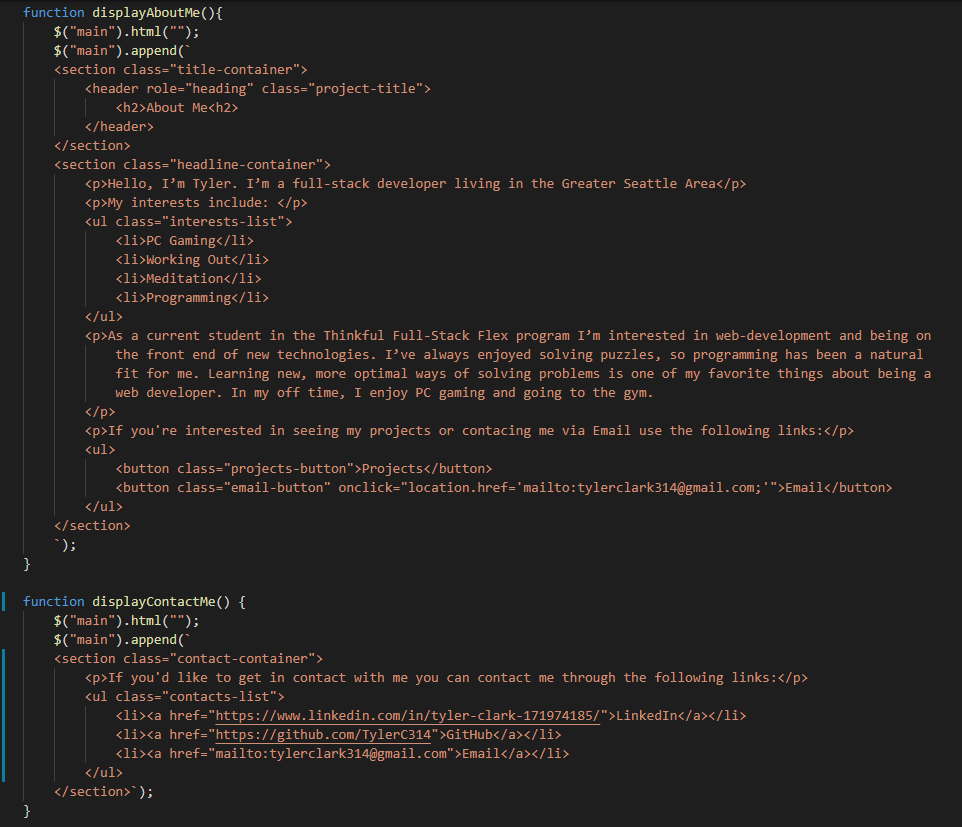 function displayAboutMe(){
    $("main").html("");
    $("main").append(`
    <section class="title-container">
        <header role="heading" class="project-title">
            <h2>About Me<h2>
        </header>
    </section>
    <section class="headline-container">
        <p>Hello, I’m Tyler. I’m a full-stack developer living in the Greater Seattle Area</p>
        <p>My interests include: </p>
        <ul class="interests-list">
            <li>PC Gaming</li>
            <li>Working Out</li>
            <li>Meditation</li>
            <li>Programming</li>
        </ul>
        <p>As a current student in the Thinkful Full-Stack Flex program I’m interested in web-development and being on
            the front end of new technologies. I’ve always enjoyed solving puzzles, so programming has been a natural
            fit for me. Learning new, more optimal ways of solving problems is one of my favorite things about being a
            web developer. In my off time, I enjoy PC gaming and going to the gym.
        </p>
        <p>If you're interested in seeing my projects or contacing me via Email use the following links:</p>
        <ul>
            <button class="projects-button">Projects</button>
            <button class="email-button" onclick="location.href='mailto:tylerclark314@gmail.com;'">Email</button>
        </ul>
    </section>
    `);
}

function displayContactMe() {
    $("main").html("");
    $("main").append(`
    <section class="contact-container">
        <p>If you'd like to get in contact with me you can contact me through the following links:</p>
        <ul class="contacts-list">
            <li><a href="https://www.linkedin.com/in/tyler-clark-171974185/">LinkedIn</a></li>
            <li><a href="https://github.com/TylerC314">GitHub</a></li>
            <li><a href="mailto:tylerclark314@gmail.com">Email</a></li>
        </ul>
    </section>`);
}